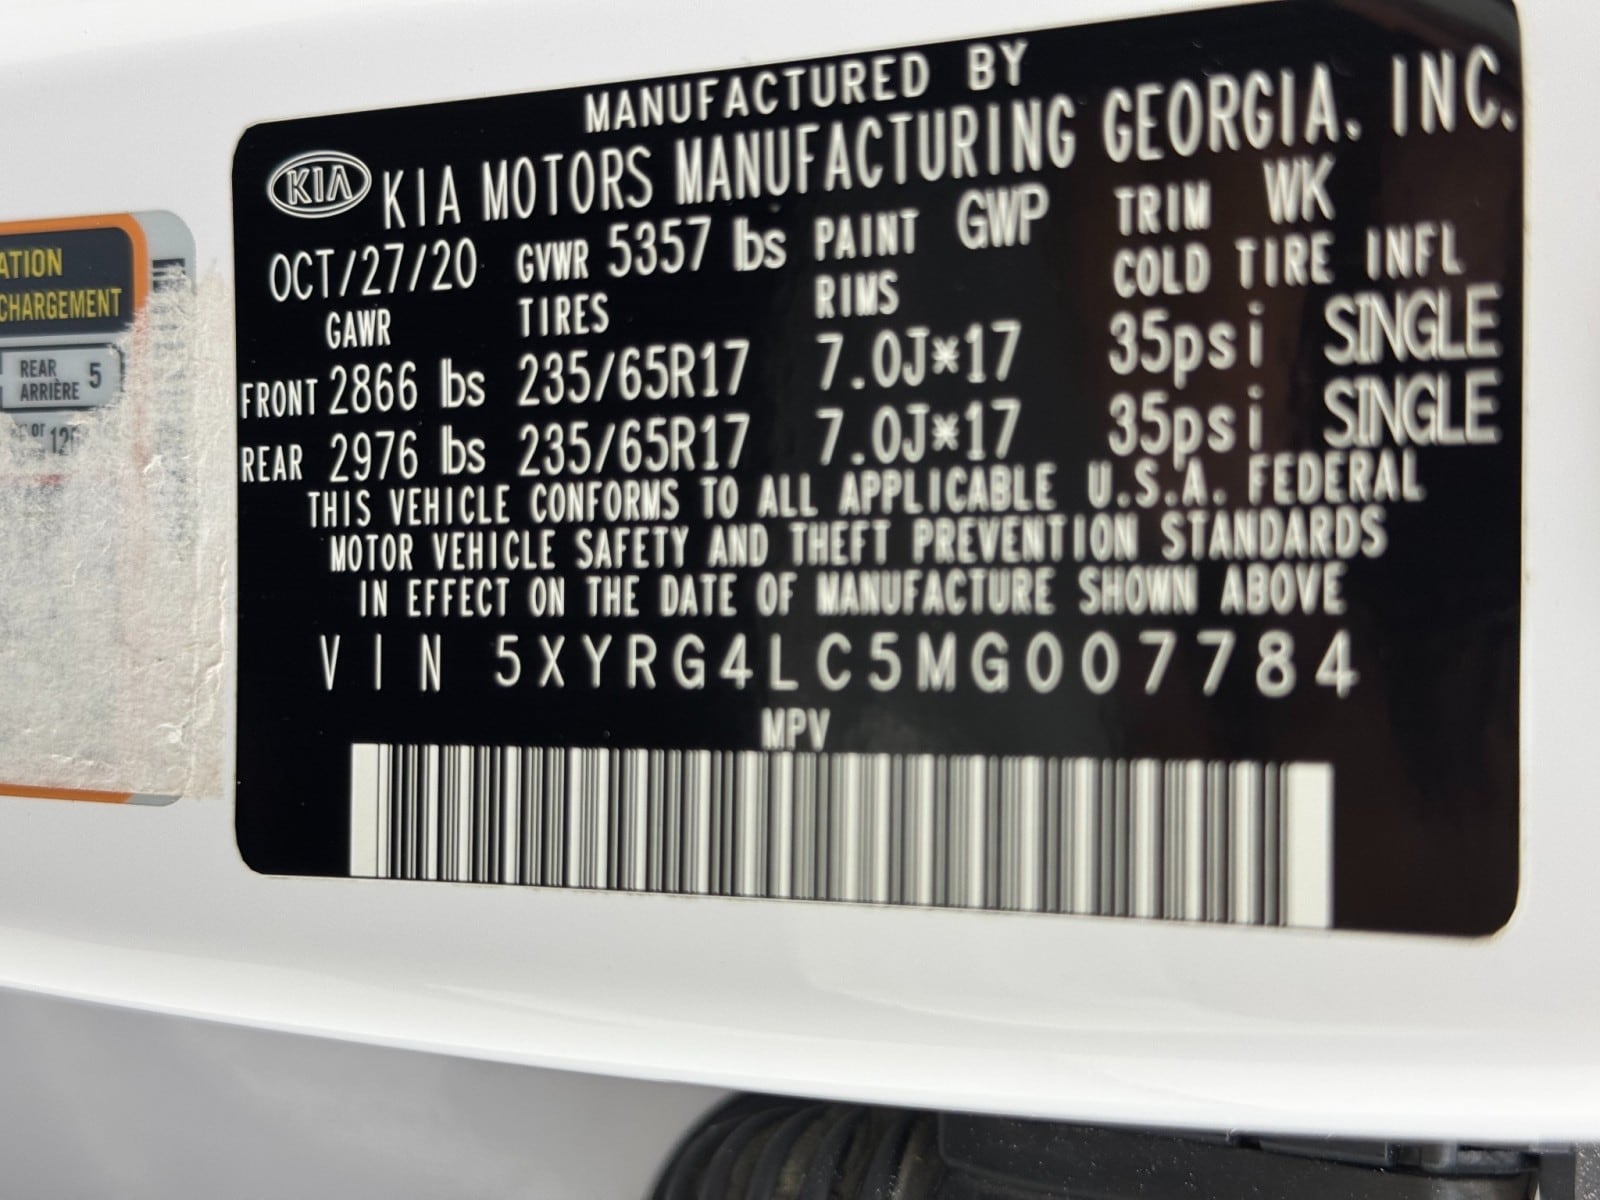 MANUFACTURED BY
KIA KIA MOTORS MANUFACTURING GEORGIA. INC.
OCT/27/20 GVWR 5357 lbs PAINT GWP TRIM WK
GAWR TIRES RIMS COLD TIRE INFL
FRONT 2866 lbs 235/65R17 7.0J*17 35psi SINGLE
REAR 2976 lbs 235/65R17 7.0J*17 35psi SINGLE
THIS VEHICLE CONFORMS TO ALL APPLICABLE U.S.A. FEDERAL
MOTOR VEHICLE SAFETY AND THEFT PREVENTION STANDARDS
IN EFFECT ON THE DATE OF MANUFACTURE SHOWN ABOVE
VIN 5XYRG4LC5MG007784
MPV
ATION
CHARGEMENT
REAR
ARRIÈRE 5
or